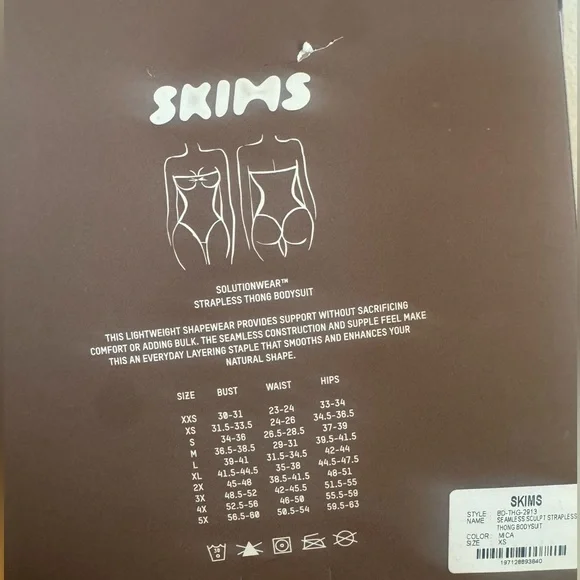 SKIMS
SOLUTIONWEAR™
STRAPLESS THONG BODYSUIT
THIS LIGHTWEIGHT SHAPEWEAR PROVIDES SUPPORT WITHOUT SACRIFICING
COMFORT OR ADDING BULK. THE SEAMLESS CONSTRUCTION AND SUPPLE FEEL MAKE
THIS AN EVERYDAY LAYERING STAPLE THAT SMOOTHS AND ENHANCES YOUR
NATURAL SHAPE.
SIZE BUST WAIST HIPS
XXS 30-31 23-24 33-34
XS 31.5-33.5 24-26 34.5-36.5
S 34-36 26.5-28.5 37-39
M 36.5-38.5 29-31 39.5-41.5
L 39-41 31.5-34.5 42-44
XL 41.5-44.5 35-38 44.5-47.5
2X 45-48 38.5-41.5 48-51
3X 48.5-52 42-45.5 51.5-55
4X 52.5-56 46-50 55.5-59
5X 56.5-60 50.5-54 59.5-63
30
SKIMS
STYLE BD-THG-2913
NAME SEAMLESS SCULPT STRAPLESS
THONG BODYSUIT
COLOR: MICA
SIZE XS
197126693840